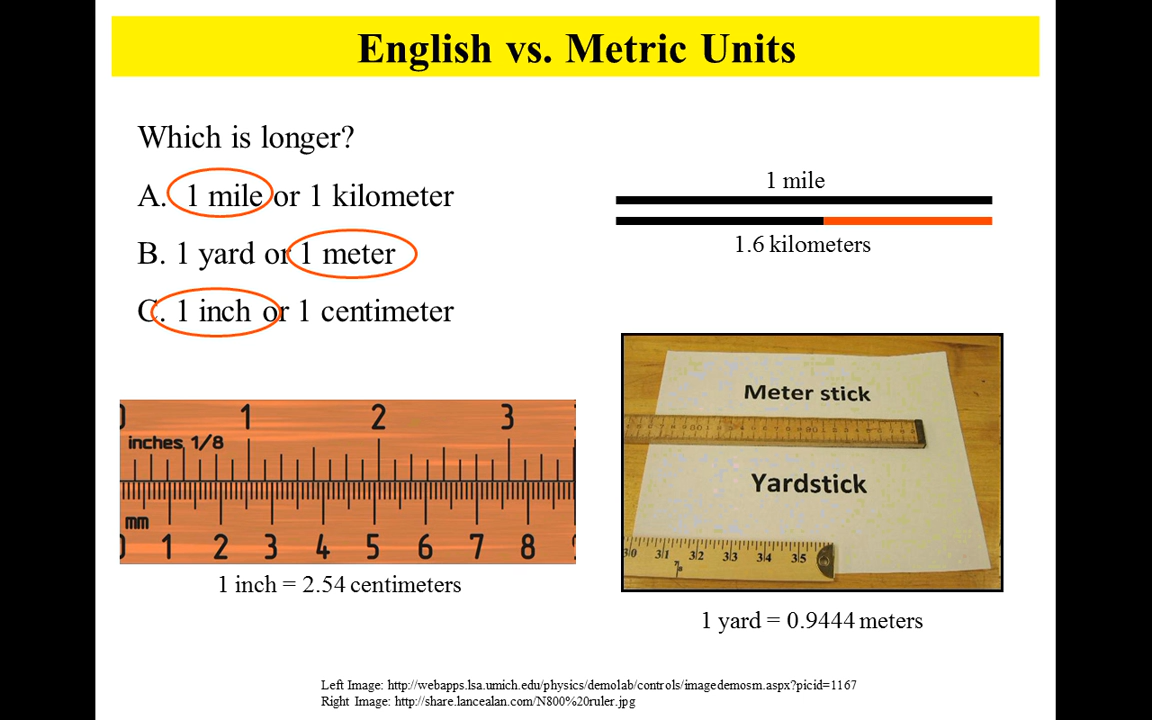 English vs. Metric Units
Which is longer?
A. 1 mile or 1 kilometer
B. 1 yard or 1 meter
C. 1 inch or 1 centimeter
1 mile
1.6 kilometers
1 2 3
inches 1/8
mm
1 2 3 4 5 6 7 8
1 inch = 2.54 centimeters
Meter stick
Yardstick
30 31 32 33 34 35
1 yard = 0.9444 meters
Left Image: http://webapps.lsa.umich.edu/physics/demolab/controls/imagedemosm.aspx?picid=1167
Right Image: http://share.lancealan.com/N800%20ruler.jpg